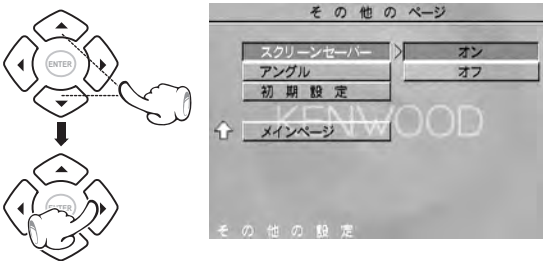 ENTER
ENTER
そ の 他 の ページ
スクリーンセーバー
オン
アングル
オフ
初 期 設 定
KENWOOD
メインページ
そ の 他 の 設 定